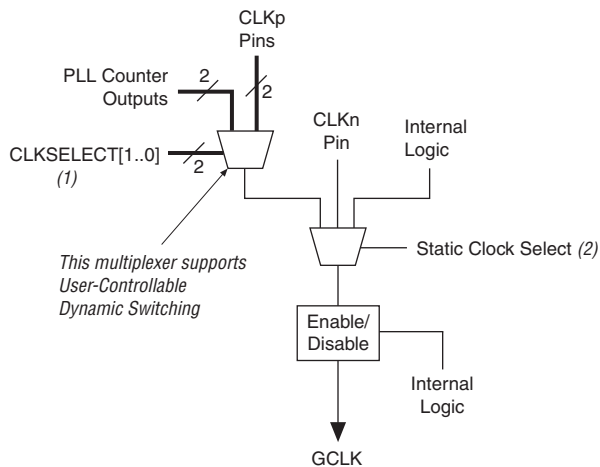 CLKp
Pins
PLL Counter
Outputs
2
2
CLKn
Pin
Internal
Logic
CLKSELECT[1..0]
(1)
2
Static Clock Select (2)
This multiplexer supports
User-Controllable
Dynamic Switching
Enable/
Disable
Internal
Logic
GCLK